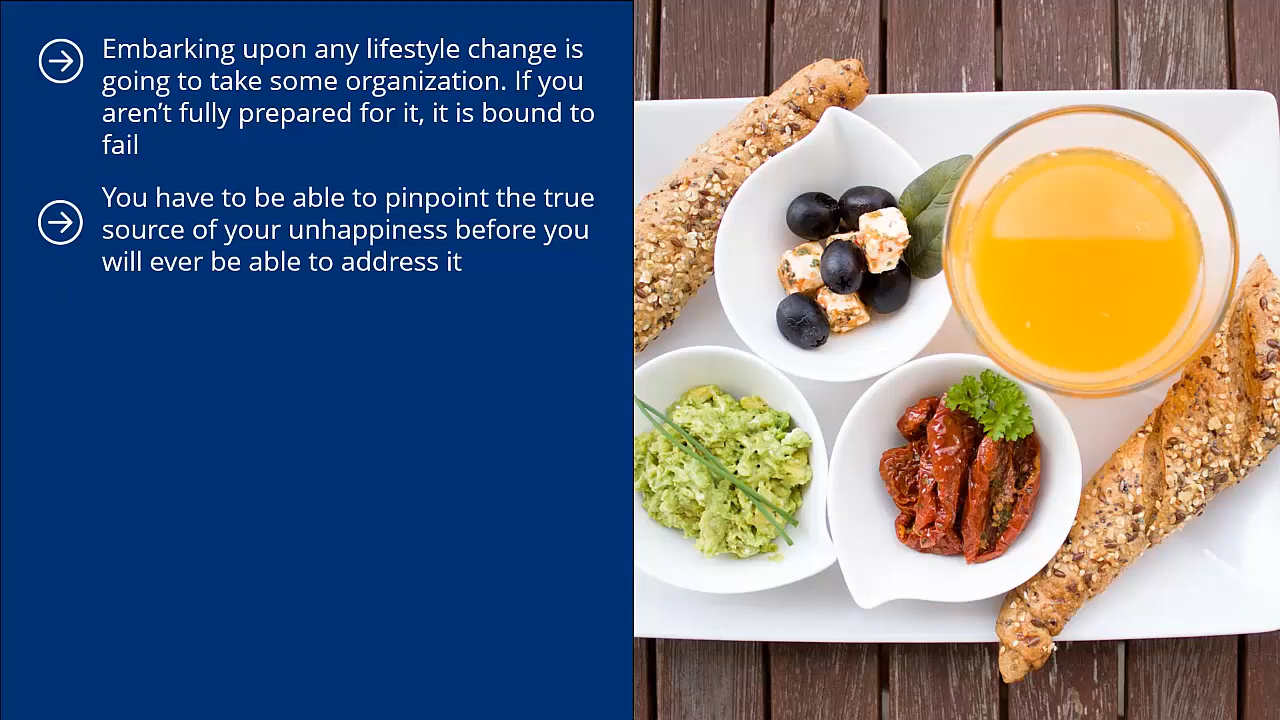 Embarking upon any lifestyle change is
going to take some organization. If you
aren’t fully prepared for it, it is bound to
fail
You have to be able to pinpoint the true
source of your unhappiness before you
will ever be able to address it